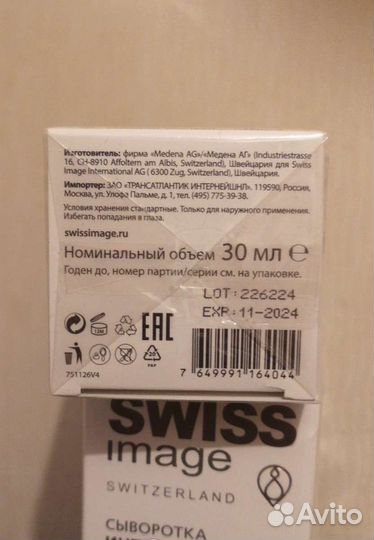 Изготовитель: фирма «Medena AG»/«Медена АГ» (Industriestrasse
16, CH-8910 Affoltern am Albis, Switzerland), Швейцария для Swiss
Image International AG ( 6300 Zug, Switzerland), Швейцария.
Импортер: ЗАО «ТРАНСАТЛАНТИК ИНТЕРНЕЙШНЛ». 119590, Россия,
Москва, ул. Улофа Пальме, д. 1, тел. (495) 775-39-38.
Условия хранения стандартные. Только для наружного применения.
Избегать попадания в глаза.
swissimage.ru
Номинальный объем 30 мл ℮
Годен до, номер партии/серии см. на упаковке.
LOT: 226224
EXP: 11-2024
12M
EAC
20
PAP
751126V4
7 649991 164044
SWISS
image
SWITZERLAND
СЫВОРОТКА
Avito